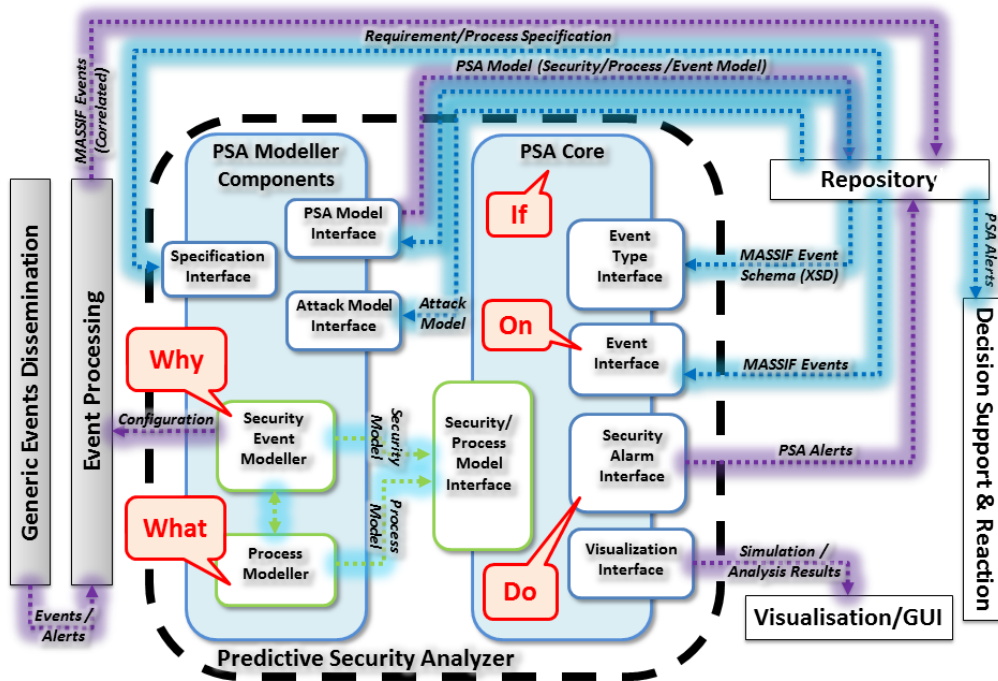 Requirement/Process Specification
PSA Model (Security/Process /Event Model)
MASSIF Events
(Correlated)
PSA Modeller
Components
PSA Core
Repository
If
PSA Model
Interface
Event
Type
Interface
Specification
Interface
MASSIF Event
Schema (XSD)
PSA Alerts
Attack Model
Interface
Attack
Model
On
Event
Interface
MASSIF Events
Why
Generic Events Dissemination
Event Processing
Configuration
Security
Event
Modeller
Security
Model
Security/
Process
Model
Interface
Security
Alarm
Interface
PSA Alerts
Decision Support & Reaction
What
Process
Modeller
Process
Model
Do
Visualization
Interface
Simulation /
Analysis Results
Events /
Alerts
Visualisation/GUI
Predictive Security Analyzer